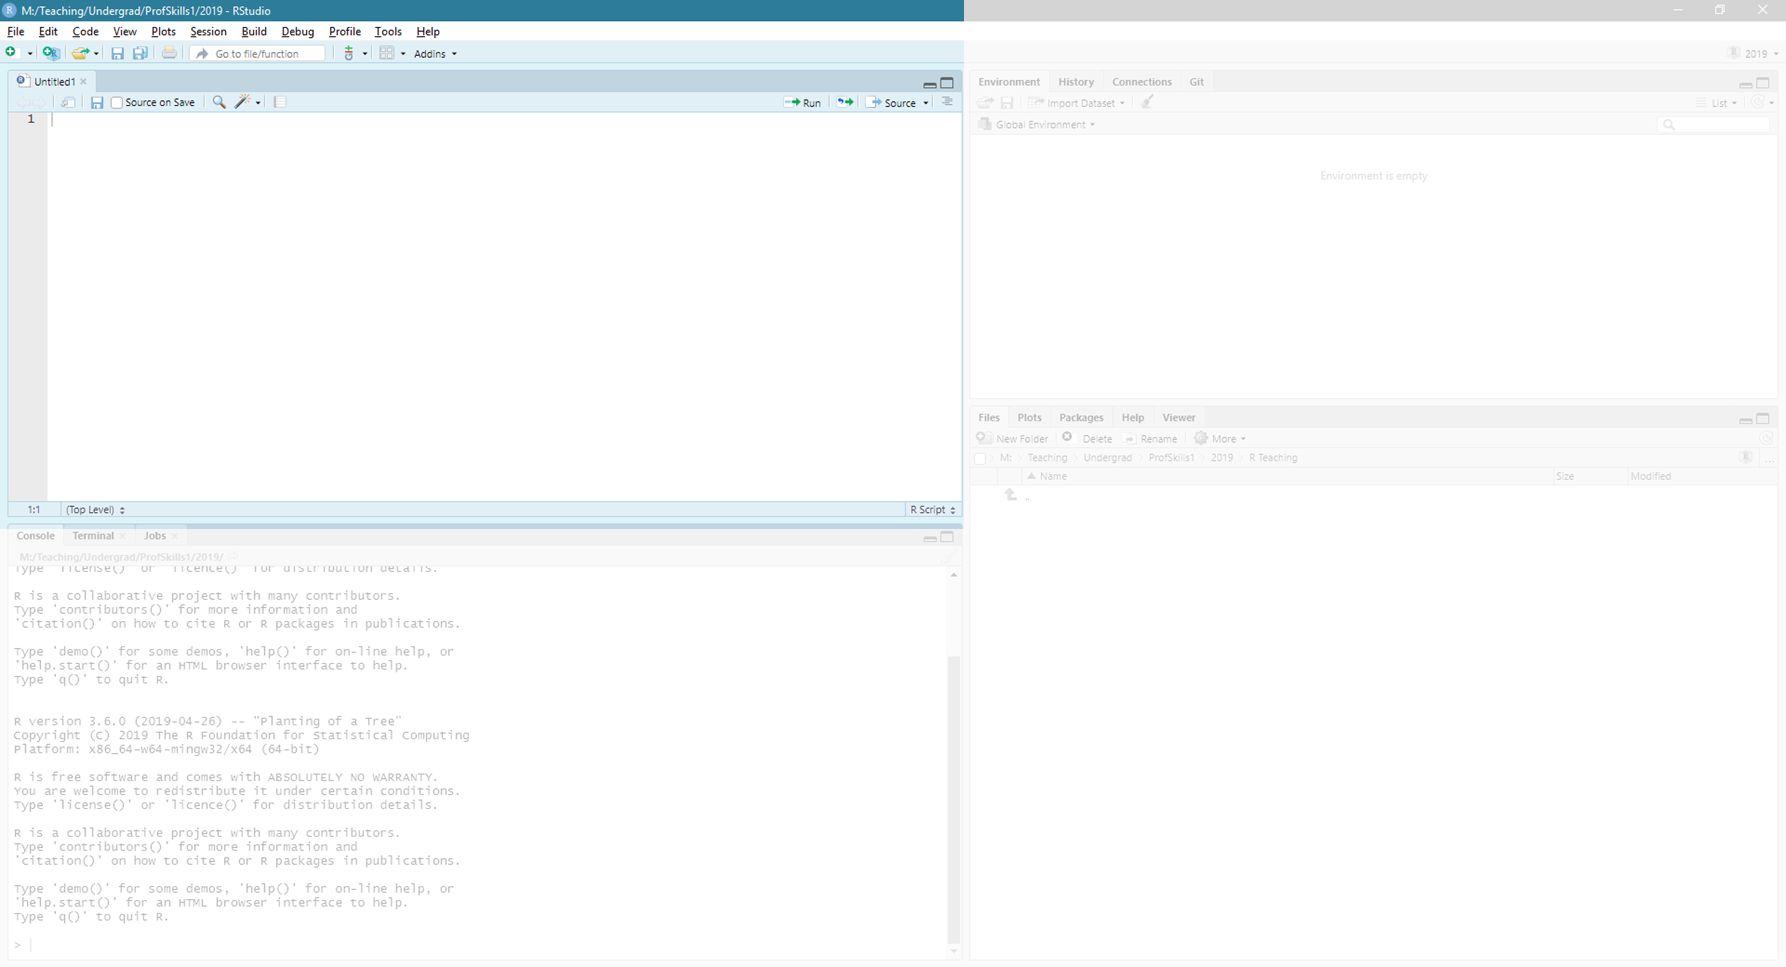 M:/Teaching/Undergrad/ProfSkills1/2019 - RStudio
File Edit Code View Plots Session Build Debug Profile Tools Help
Go to file/function Addins
2019
Untitled1
Source on Save Run Source
1
1:1 (Top Level) R Script
Console Terminal Jobs
M:/Teaching/Undergrad/ProfSkills1/2019/
Type 'license()' or 'licence()' for distribution details.
R is a collaborative project with many contributors.
Type 'contributors()' for more information and
'citation()' on how to cite R or R packages in publications.
Type 'demo()' for some demos, 'help()' for on-line help, or
'help.start()' for an HTML browser interface to help.
Type 'q()' to quit R.
R version 3.6.0 (2019-04-26) -- "Planting of a Tree"
Copyright (C) 2019 The R Foundation for Statistical Computing
Platform: x86_64-w64-mingw32/x64 (64-bit)
R is free software and comes with ABSOLUTELY NO WARRANTY.
You are welcome to redistribute it under certain conditions.
Type 'license()' or 'licence()' for distribution details.
R is a collaborative project with many contributors.
Type 'contributors()' for more information and
'citation()' on how to cite R or R packages in publications.
Type 'demo()' for some demos, 'help()' for on-line help, or
'help.start()' for an HTML browser interface to help.
Type 'q()' to quit R.
>
Environment History Connections Git
Import Dataset List
Global Environment
Environment is empty
Files Plots Packages Help Viewer
New Folder Delete Rename More
M: Teaching Undergrad ProfSkills1 2019 R Teaching ...
Name Size Modified
..